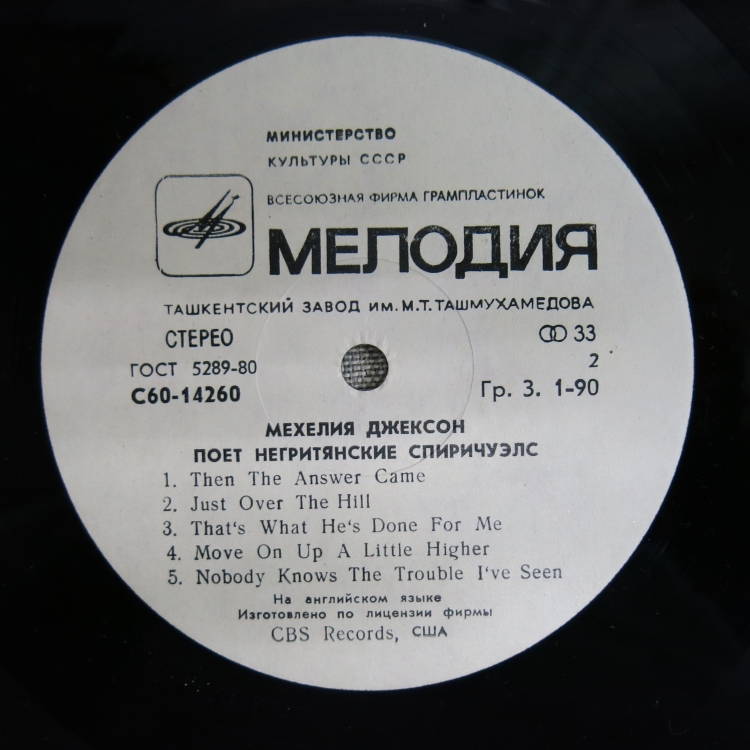 МИНИСТЕРСТВО
КУЛЬТУРЫ СССР
ВСЕСОЮЗНАЯ ФИРМА ГРАМПЛАСТИНОК
МЕЛОДИЯ
ТАШКЕНТСКИЙ ЗАВОД ИМ. М.Т. ТАШМУХАМЕДОВА
СТЕРЕО 33
ГОСТ 5289-80 2
С60-14260 Гр. 3. 1-90
МЕХЕЛИЯ ДЖЕКСОН
ПОЕТ НЕГРИТЯНСКИЕ СПИРИЧУЭЛС
1. Then The Answer Came
2. Just Over The Hill
3. That's What He's Done For Me
4. Move On Up A Little Higher
5. Nobody Knows The Trouble I've Seen
На английском языке
Изготовлено по лицензии фирмы
CBS Records, США